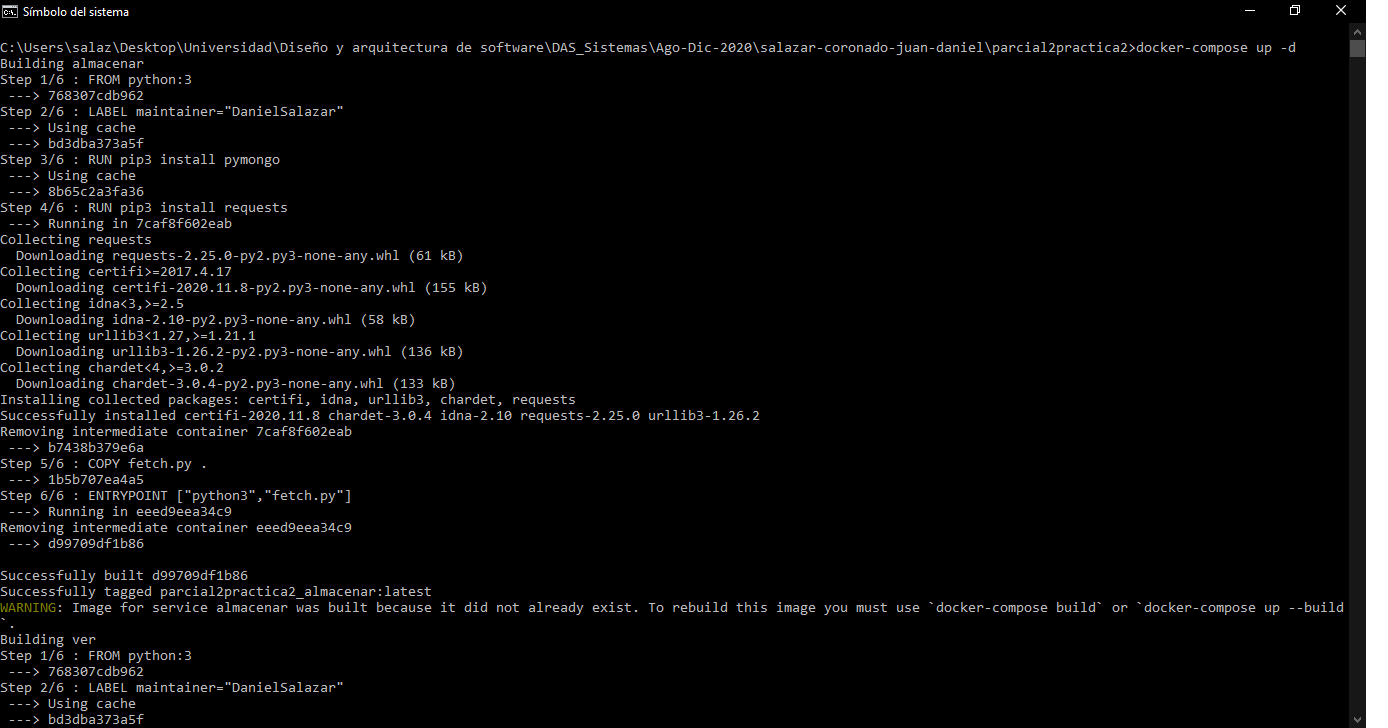 Símbolo del sistema
C:\Users\salaz\Desktop\Universidad\Diseño y arquitectura de software\DAS_Sistemas\Ago-Dic-2020\salazar-coronado-juan-daniel\parcial2practica2>docker-compose up -d
Building almacenar
Step 1/6 : FROM python:3
 ---> 768307cdb962
Step 2/6 : LABEL maintainer="DanielSalazar"
 ---> Using cache
 ---> bd3dba373a5f
Step 3/6 : RUN pip3 install pymongo
 ---> Using cache
 ---> 8b65c2a3fa36
Step 4/6 : RUN pip3 install requests
 ---> Running in 7caf8f602eab
Collecting requests
  Downloading requests-2.25.0-py2.py3-none-any.whl (61 kB)
Collecting certifi>=2017.4.17
  Downloading certifi-2020.11.8-py2.py3-none-any.whl (155 kB)
Collecting idna<3,>=2.5
  Downloading idna-2.10-py2.py3-none-any.whl (58 kB)
Collecting urllib3<1.27,>=1.21.1
  Downloading urllib3-1.26.2-py2.py3-none-any.whl (136 kB)
Collecting chardet<4,>=3.0.2
  Downloading chardet-3.0.4-py2.py3-none-any.whl (133 kB)
Installing collected packages: certifi, idna, urllib3, chardet, requests
Successfully installed certifi-2020.11.8 chardet-3.0.4 idna-2.10 requests-2.25.0 urllib3-1.26.2
Removing intermediate container 7caf8f602eab
 ---> b7438b379e6a
Step 5/6 : COPY fetch.py .
 ---> 1b5b707ea4a5
Step 6/6 : ENTRYPOINT ["python3","fetch.py"]
 ---> Running in eeed9eea34c9
Removing intermediate container eeed9eea34c9
 ---> d99709df1b86
Successfully built d99709df1b86
Successfully tagged parcial2practica2_almacenar:latest
WARNING: Image for service almacenar was built because it did not already exist. To rebuild this image you must use `docker-compose build` or `docker-compose up --build
`.
Building ver
Step 1/6 : FROM python:3
 ---> 768307cdb962
Step 2/6 : LABEL maintainer="DanielSalazar"
 ---> Using cache
 ---> bd3dba373a5f